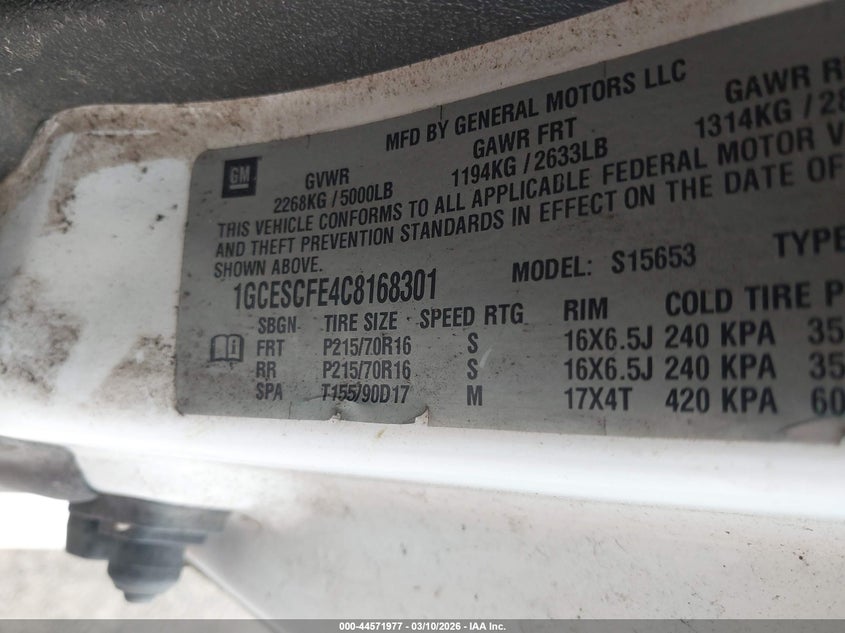 MFD BY GENERAL MOTORS LLC
GM
GVWR GAWR FRT GAWR
2268KG / 5000LB 1194KG / 2633LB 1314KG / 28
THIS VEHICLE CONFORMS TO ALL APPLICABLE FEDERAL MOTOR V
AND THEFT PREVENTION STANDARDS IN EFFECT ON THE DATE OF
SHOWN ABOVE.
1GCESCFE4C8168301 MODEL: S15653 TYPE
SBGN TIRE SIZE SPEED RTG RIM COLD TIRE P
FRT P215/70R16 S 16X6.5J 240 KPA 35
RR P215/70R16 S 16X6.5J 240 KPA 35
SPA T155/90D17 M 17X4T 420 KPA 60
000-44571977 - 03/10/2026 - IAA Inc.